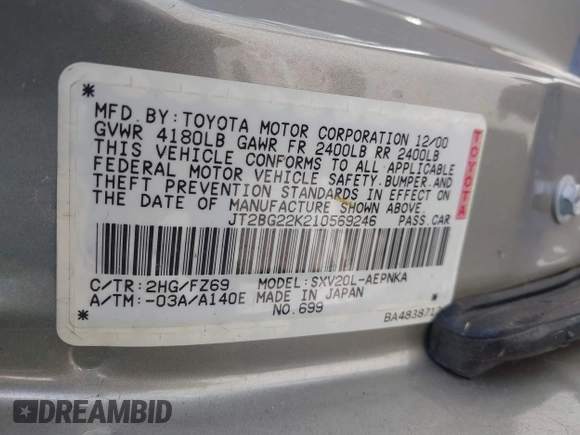 MFD.BY:TOYOTA MOTOR CORPORATION 12/00
GVWR 4180LB GAWR FR 2400LB RR 2400LB
THIS VEHICLE CONFORMS TO ALL APPLICABLE
FEDERAL MOTOR VEHICLE SAFETY.BUMPER.AND
THEFT PREVENTION STANDARDS IN EFFECT ON
THE DATE OF MANUFACTURE SHOWN ABOVE.
JT2BG22K210569246 PASS.CAR
TOYOTA
C/TR:2HG/FZ69 MODEL:SXV20L-AEPNKA
A/TM:-03A/A140E MADE IN JAPAN
NO.699
BA483871
DREAMBID